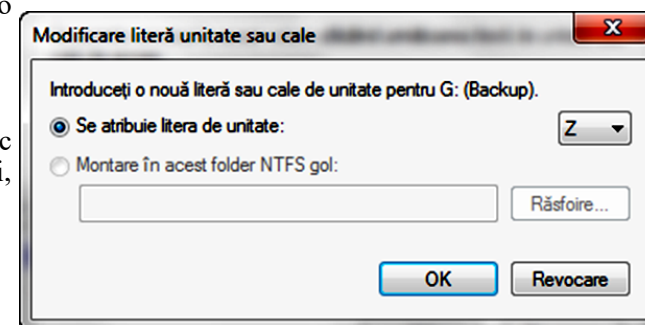 o
c
i,
Modificare literă unitate sau cale
X
Introduceți o nouă literă sau cale de unitate pentru G: (Backup).
Se atribuie litera de unitate:
Z
Montare în acest folder NTFS gol:
Răsfoire...
OK
Revocare